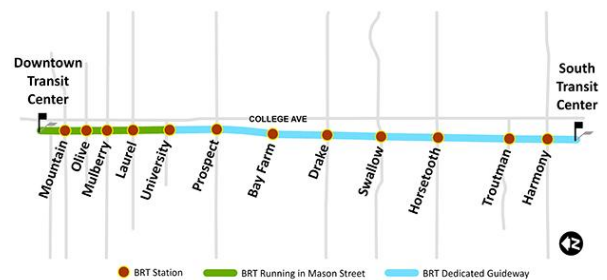 Downtown
Transit
Center
South
Transit
Center
COLLEGE AVE
Mountain
Olive
Mulberry
Laurel
University
Prospect
Bay Farm
Drake
Swallow
Horsetooth
Troutman
Harmony
N
BRT Station
BRT Running in Mason Street
BRT Dedicated Guideway